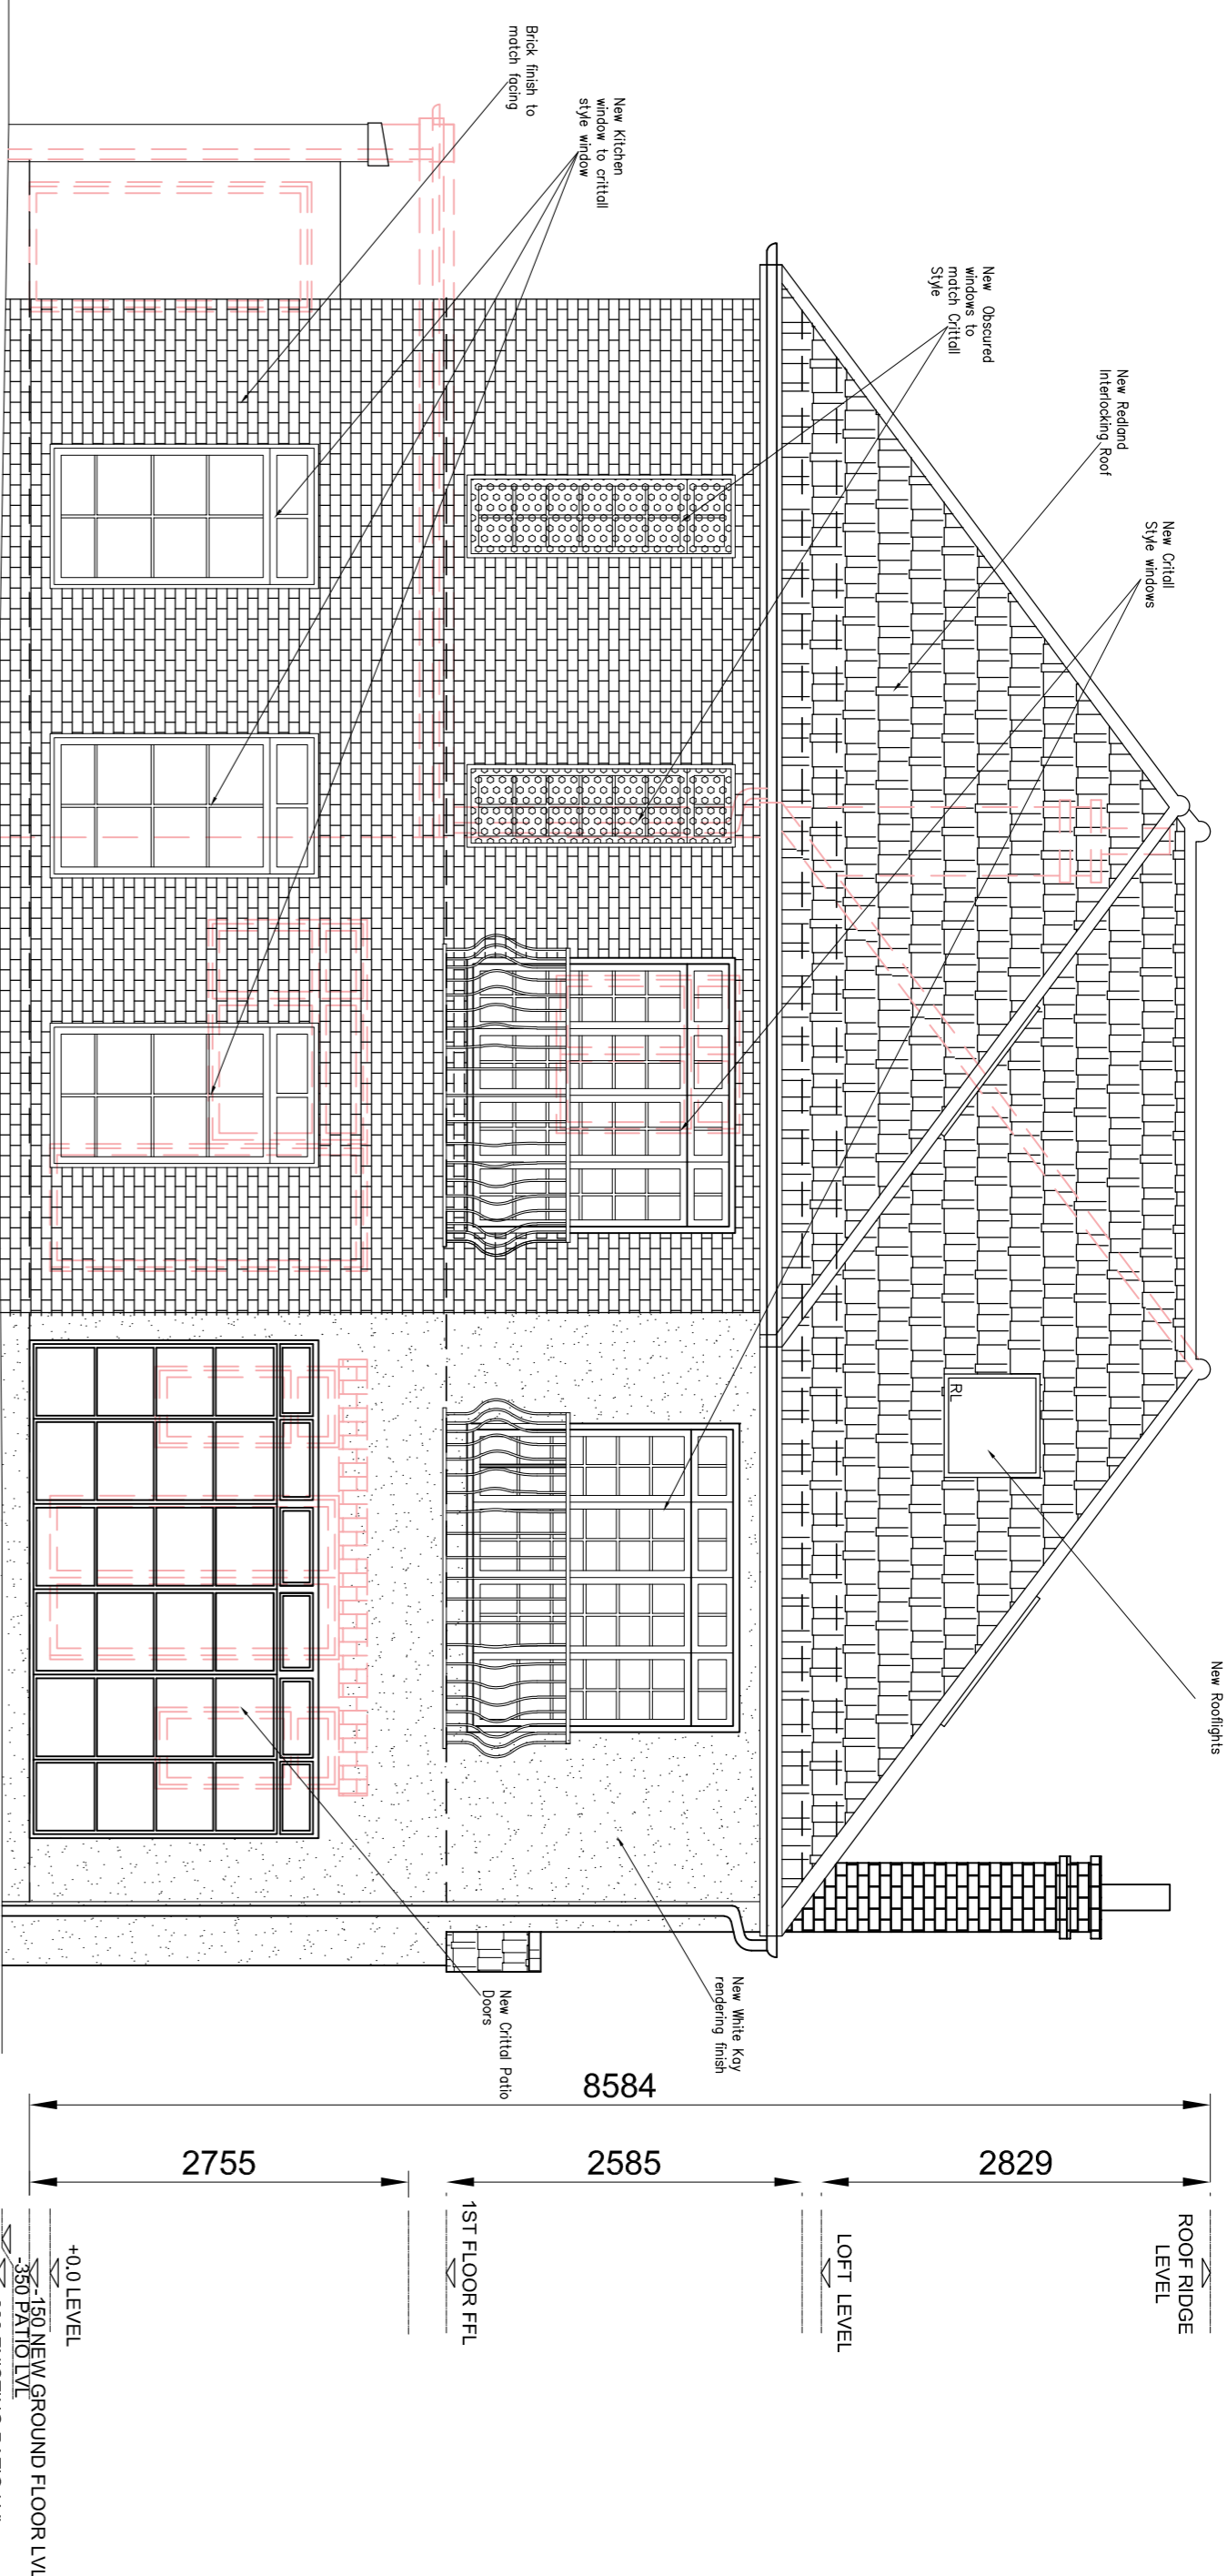 New Rooflights
New Critall
Style windows
New Redland
Interlocking Roof
New Obscured
windows to
match Crittall
Style
New Kitchen
window to crittall
style window
Brick finish to
match facing
RL
New White Kay
rendering finish
New Crittal Patio
Doors
8584
2829
2585
2755
ROOF RIDGE
LEVEL
LOFT LEVEL
1ST FLOOR FFL
+0.0 LEVEL
-150 NEW GROUND FLOOR LVL
-350 PATIO LVL